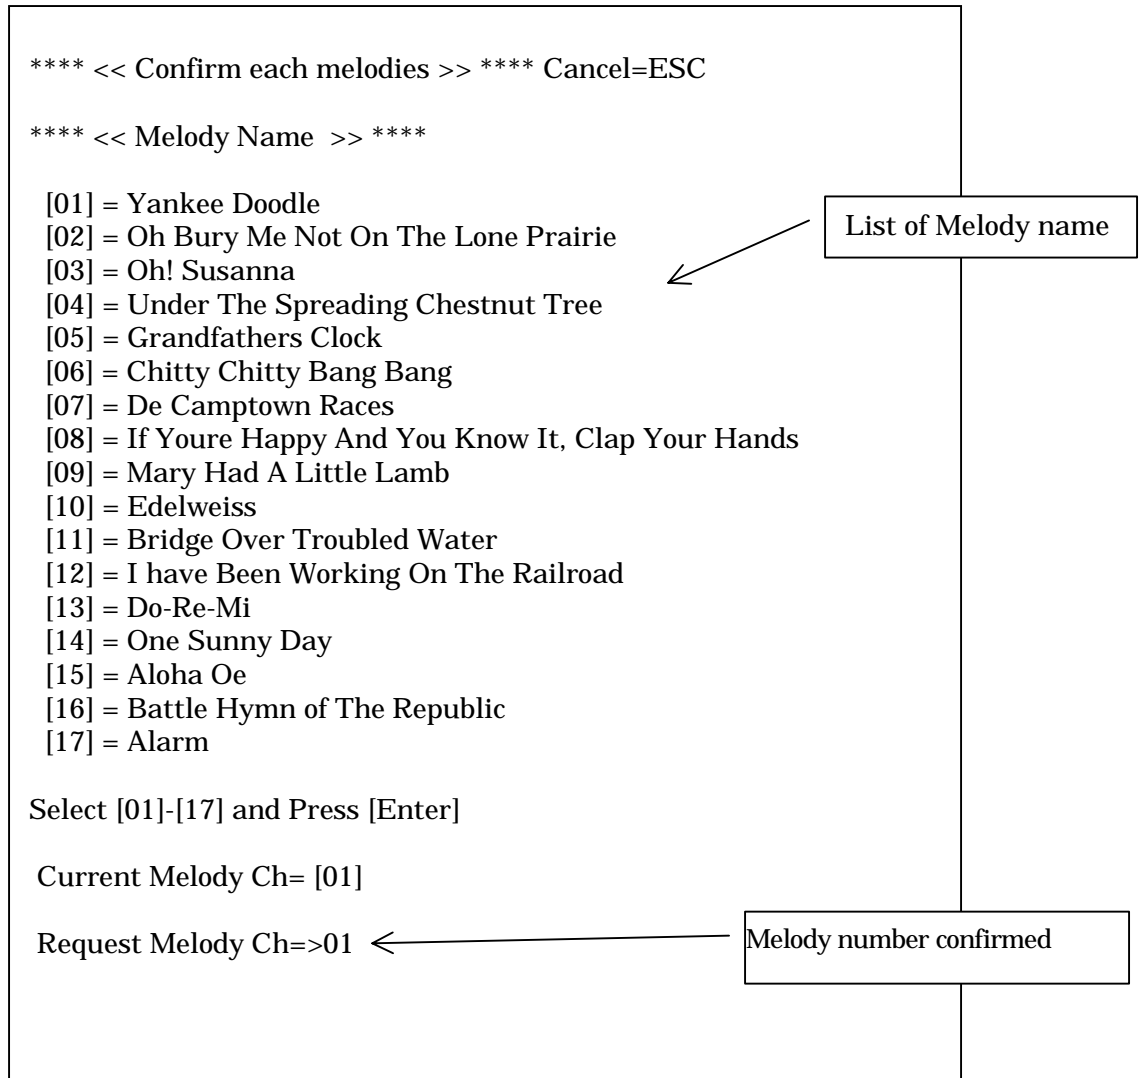 **** << Confirm each melodies >> **** Cancel=ESC
**** << Melody Name  >> ****
[01] = Yankee Doodle
[02] = Oh Bury Me Not On The Lone Prairie
[03] = Oh! Susanna
[04] = Under The Spreading Chestnut Tree
[05] = Grandfathers Clock
[06] = Chitty Chitty Bang Bang
[07] = De Camptown Races
[08] = If Youre Happy And You Know It, Clap Your Hands
[09] = Mary Had A Little Lamb
[10] = Edelweiss
[11] = Bridge Over Troubled Water
[12] = I have Been Working On The Railroad
[13] = Do-Re-Mi
[14] = One Sunny Day
[15] = Aloha Oe
[16] = Battle Hymn of The Republic
[17] = Alarm
List of Melody name
Select [01]-[17] and Press [Enter]
Current Melody Ch= [01]
Request Melody Ch=>01
Melody number confirmed